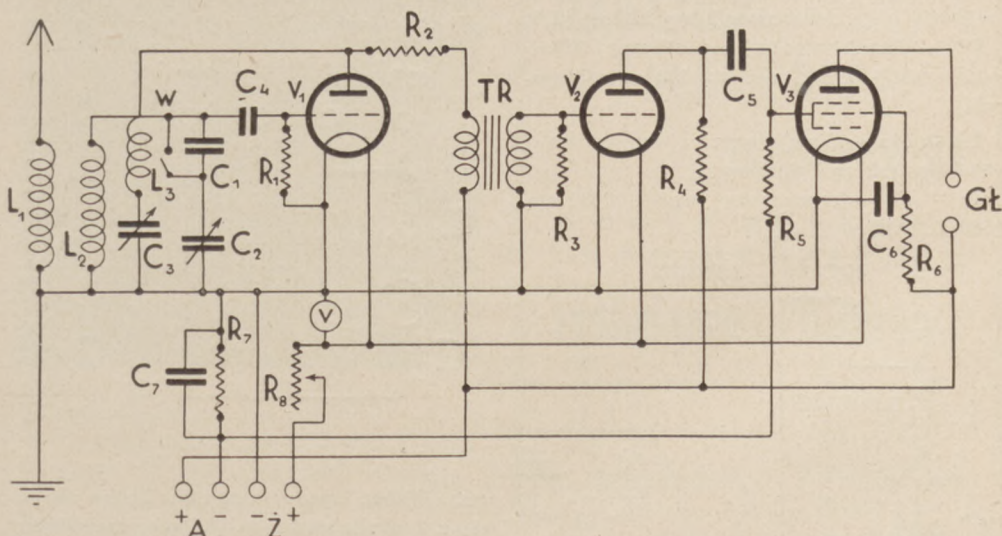 R₂
C₄ V₁ TR V₂ C₅ V₃
W
L₁ L₂ L₃ C₁ R₁ R₃ R₄ R₅ C₆ R₆ GŁ
C₃ C₂
R₇ V
C₇ R₈
+ A - - Ż +